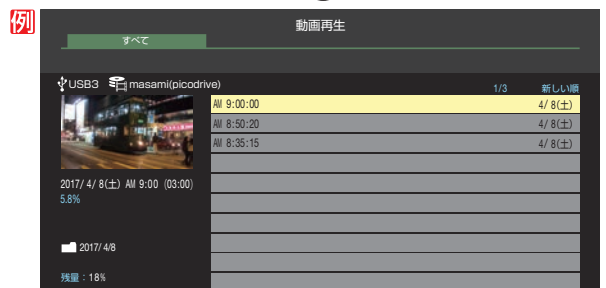 例
動画再生
すべて
USB3 masami(picodrive)
1/3 新しい順
AM 9:00:00 4/ 8(土)
AM 8:50:20 4/ 8(土)
AM 8:35:15 4/ 8(土)
2017/ 4/ 8(土) AM 9:00 (03:00)
5.8%
2017/ 4/8
残量：18%